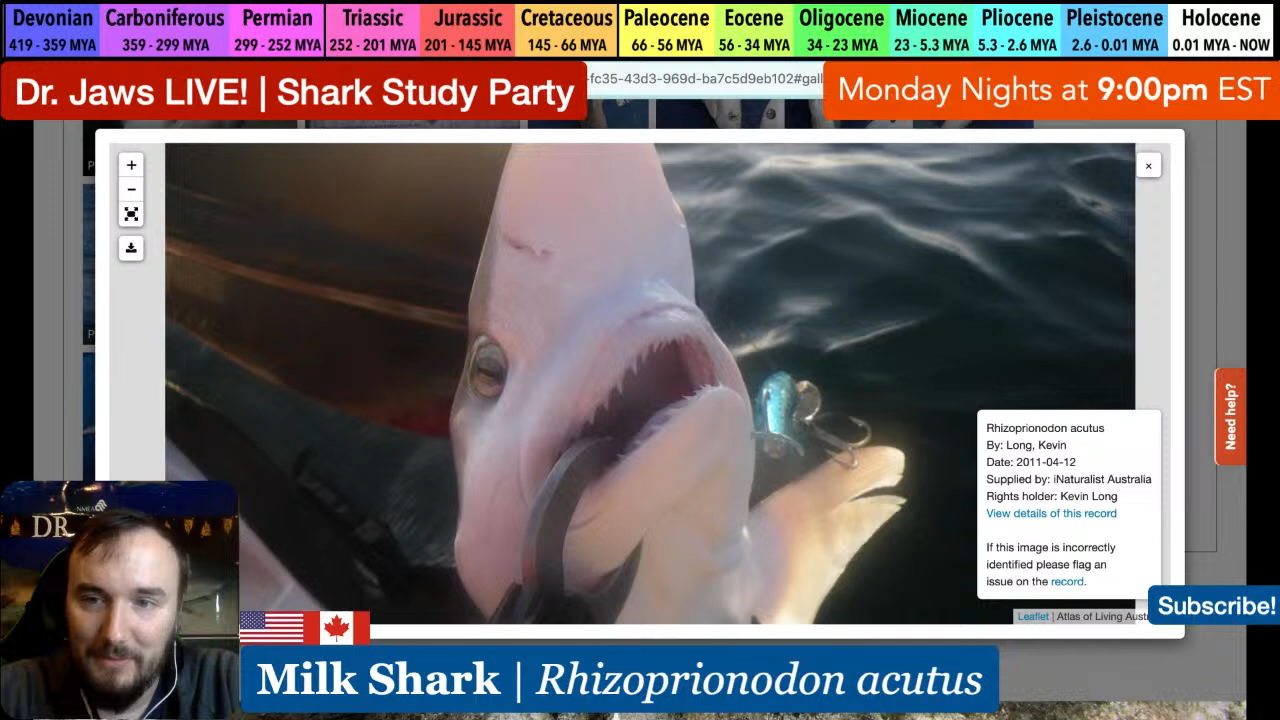 Devonian Carboniferous Permian Triassic Jurassic Cretaceous Paleocene Eocene Oligocene Miocene Pliocene Pleistocene Holocene
419 - 359 MYA 359 - 299 MYA 299 - 252 MYA 252 - 201 MYA 201 - 145 MYA 145 - 66 MYA 66 - 56 MYA 56 - 34 MYA 34 - 23 MYA 23 - 5.3 MYA 5.3 - 2.6 MYA 2.6 - 0.01 MYA 0.01 MYA - NOW
Dr. Jaws LIVE! | Shark Study Party
-fc35-43d3-969d-ba7c5d9eb102#gall
Monday Nights at 9:00pm EST
+
−
×
P
P
Need help?
Rhizoprionodon acutus
By: Long, Kevin
Date: 2011-04-12
Supplied by: iNaturalist Australia
Rights holder: Kevin Long
View details of this record
If this image is incorrectly
identified please flag an
issue on the record.
Leaflet | Atlas of Living Aust
Subscribe!
NMEA
DR
Milk Shark | Rhizoprionodon acutus